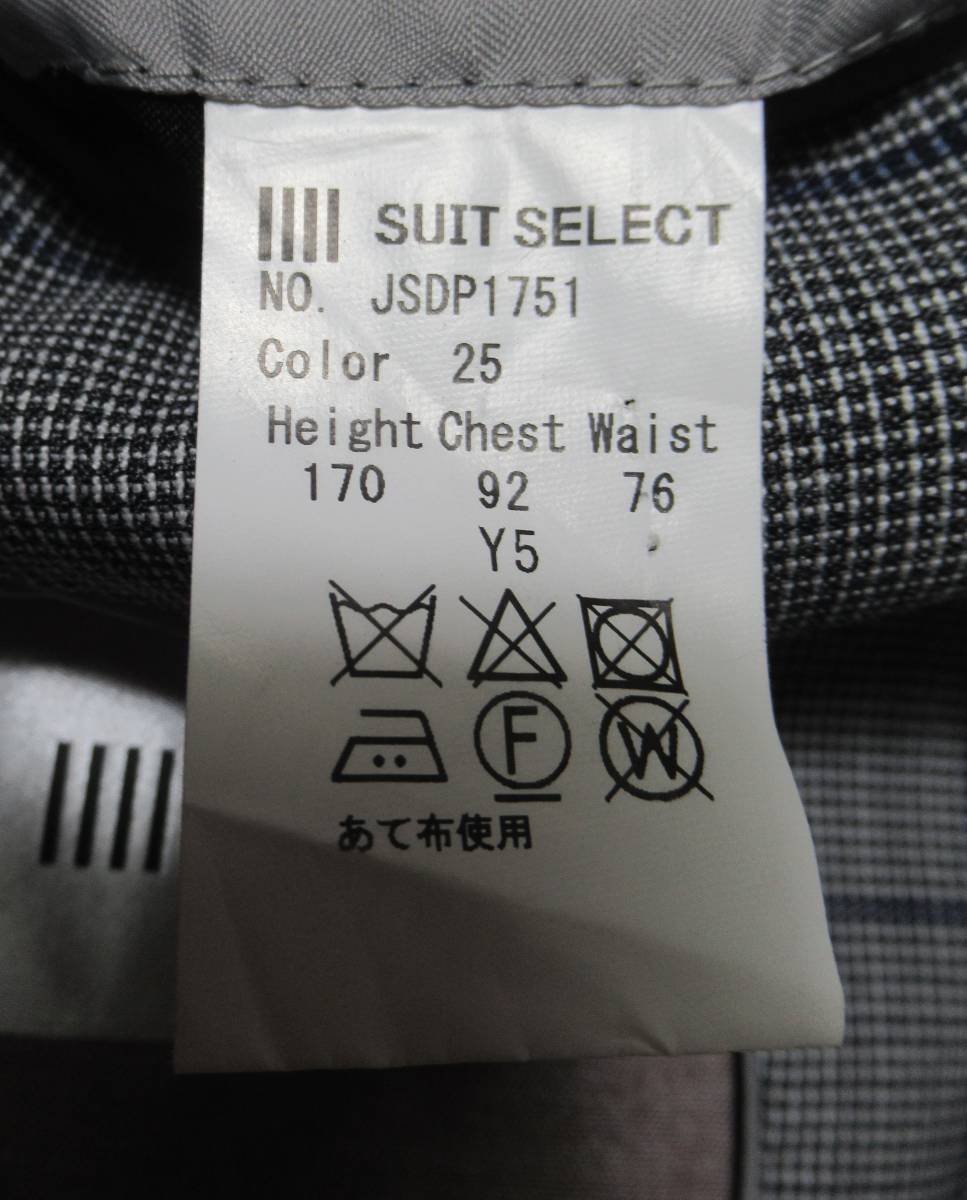 SUIT SELECT
NO. JSDP1751
Color 25
Height Chest Waist
170 92 76
Y5
F W
あて布使用